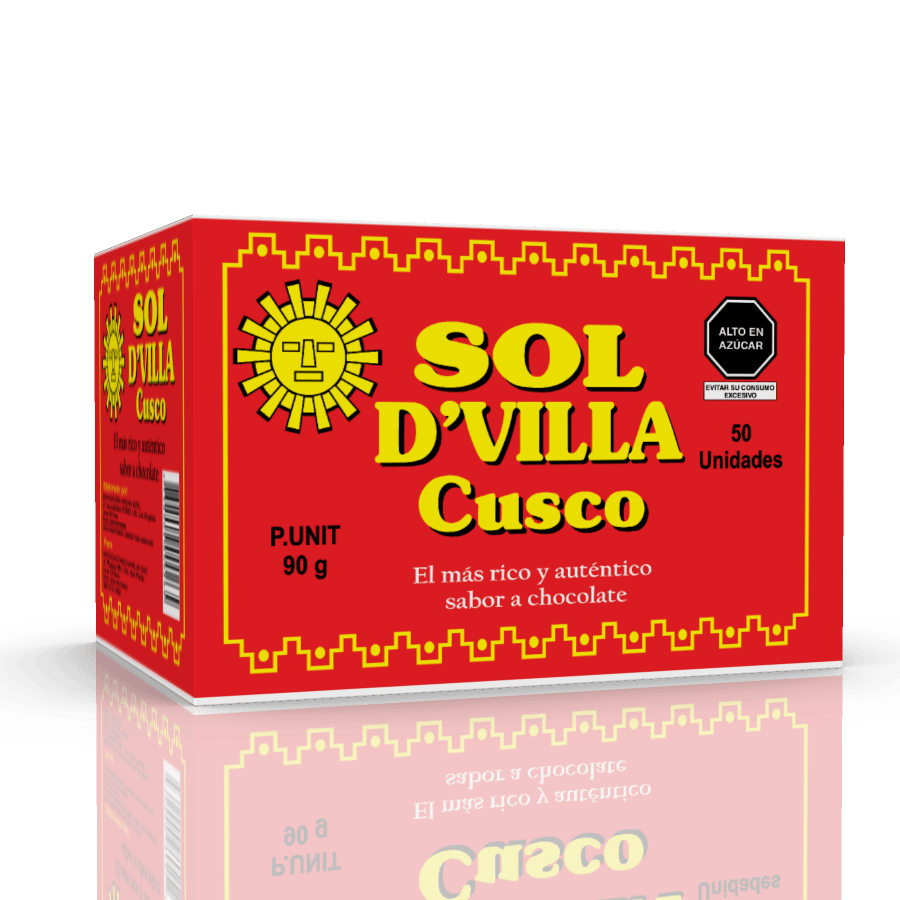 SOL
D'VILLA
Cusco
El más rico y auténtico
sabor a chocolate
P.UNIT
90 g
ALTO EN
AZÚCAR
EVITAR SU CONSUMO
EXCESIVO
50
Unidades
SOL
D'VILLA
Cusco
El más rico y auténtico
sabor a chocolate